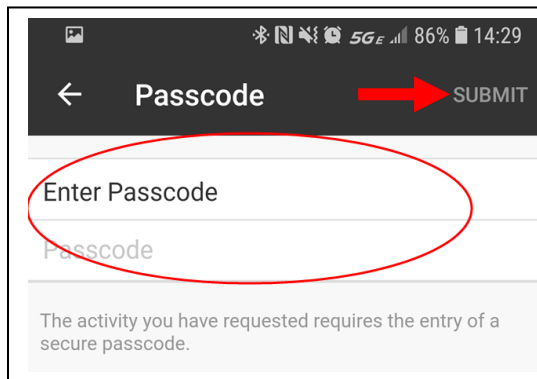 5GE 86% 14:29
Passcode SUBMIT
Enter Passcode
Passcode
The activity you have requested requires the entry of a
secure passcode.